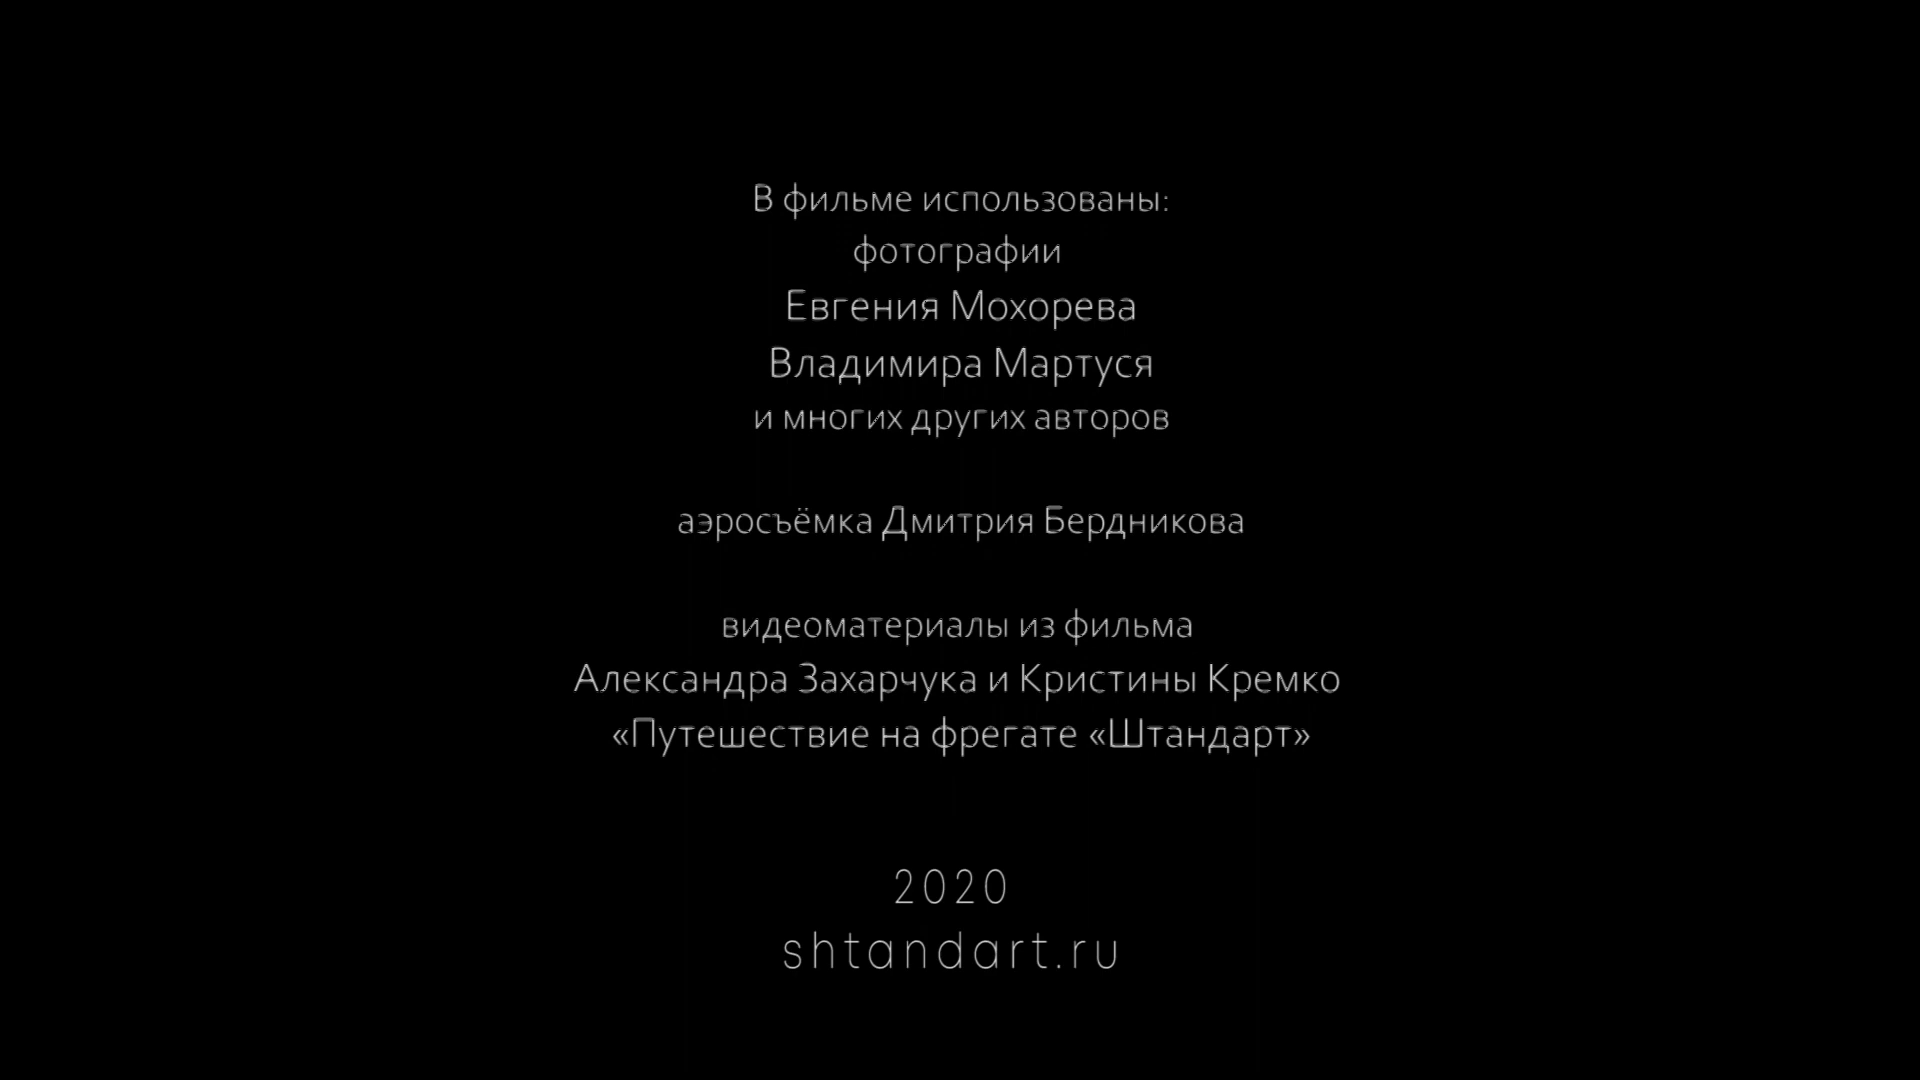 В фильме использованы:
фотографии
Евгения Мохорева
Владимира Мартуся
и многих других авторов
аэросъёмка Дмитрия Бердникова
видеоматериалы из фильма
Александра Захарчука и Кристины Кремко
«Путешествие на фрегате «Штандарт»
2020
shtandart.ru